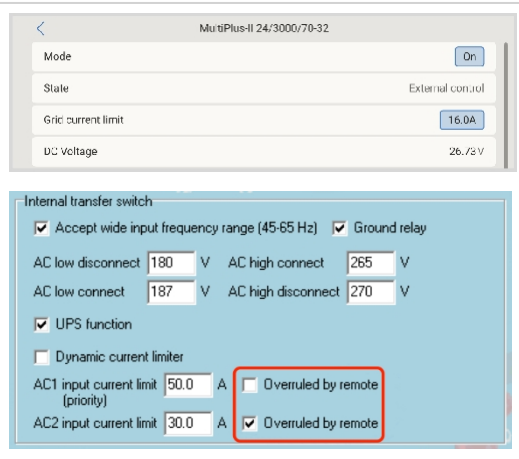 MultiPlus-II 24/3000/70-32
Mode On
State External control
Grid current limit 16.0A
DC Voltage 26.73V
Internal transfer switch
Accept wide input frequency range (45-65 Hz) Ground relay
AC low disconnect 180 V AC high connect 265 V
AC low connect 187 V AC high disconnect 270 V
UPS function
Dynamic current limiter
AC1 input current limit 50.0 A Overruled by remote
(priority)
AC2 input current limit 30.0 A Overruled by remote